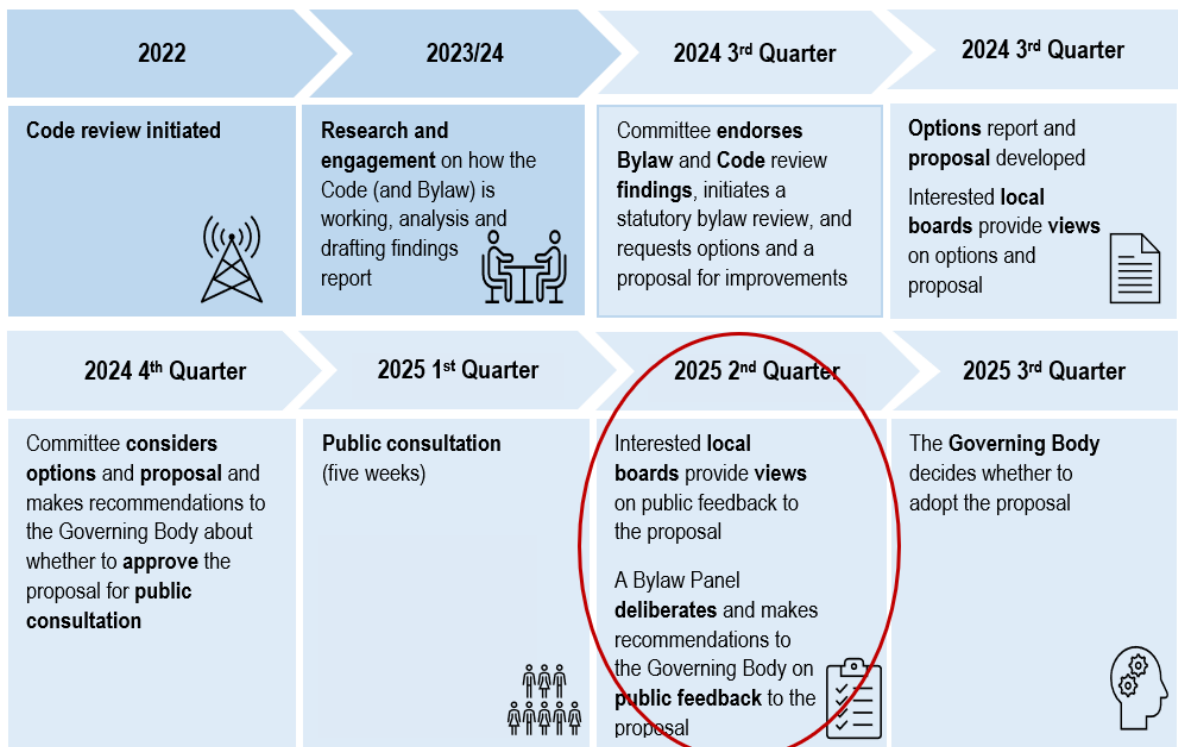 2022
2023/24
2024 3rd Quarter
2024 3rd Quarter
Code review initiated
Research and
engagement on how the
Code (and Bylaw) is
working, analysis and
drafting findings
report
Committee endorses
Bylaw and Code review
findings, initiates a
statutory bylaw review, and
requests options and a
proposal for improvements
Options report and
proposal developed
Interested local
boards provide views
on options and
proposal
2024 4th Quarter
2025 1st Quarter
2025 2nd Quarter
2025 3rd Quarter
Committee considers
options and proposal and
makes recommendations to
the Governing Body about
whether to approve the
proposal for public
consultation
Public consultation
(five weeks)
Interested local
boards provide views
on public feedback to
the proposal
A Bylaw Panel
deliberates and makes
recommendations to
the Governing Body on
public feedback to the
proposal
The Governing Body
decides whether to
adopt the proposal